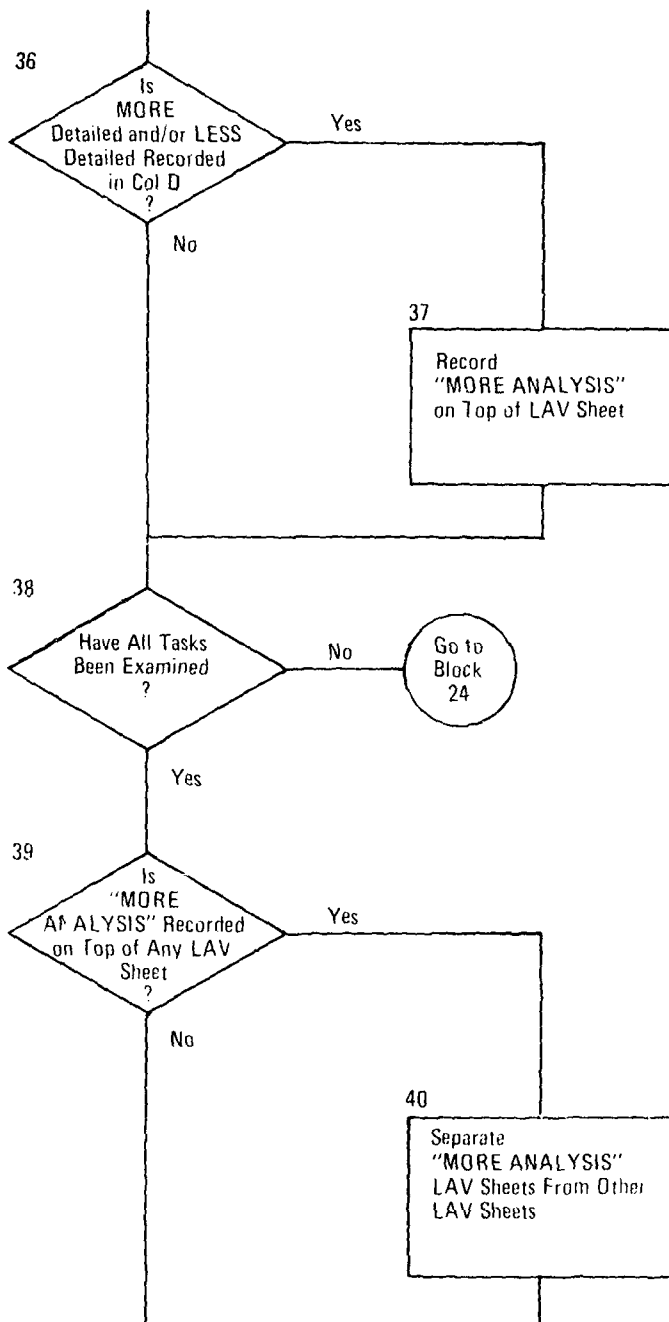 36
Is
MORE
Detailed and/or LESS
Detailed Recorded
in Col D
?
Yes
No
37
Record
"MORE ANALYSIS"
on Top of LAV Sheet
38
Have All Tasks
Been Examined
?
No
Go to
Block
24
Yes
39
Is
"MORE
ANALYSIS" Recorded
on Top of Any LAV
Sheet
?
Yes
No
40
Separate
"MORE ANALYSIS"
LAV Sheets From Other
LAV Sheets